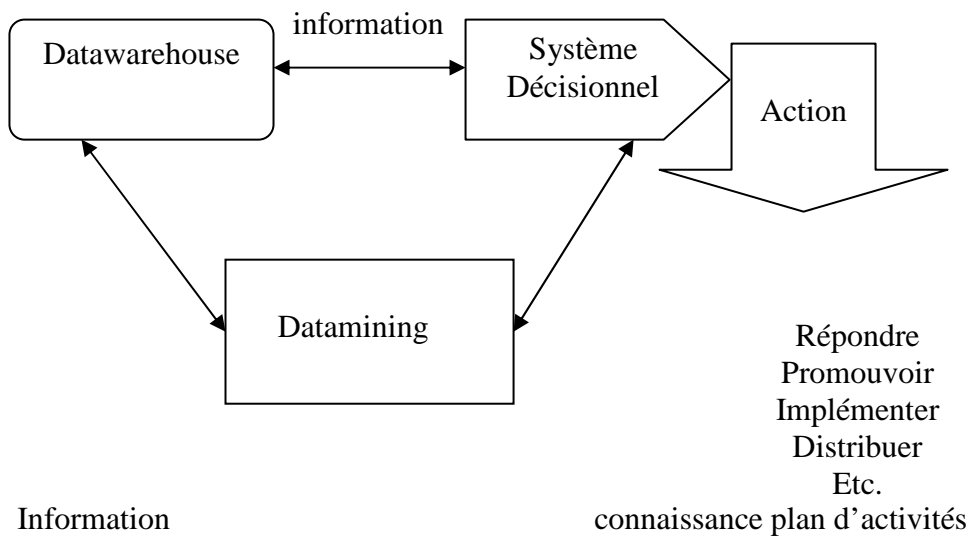 information
Datawarehouse
Système
Décisionnel
Action
Datamining
Répondre
Promouvoir
Implémenter
Distribuer
Etc.
Information
connaissance plan d’activités